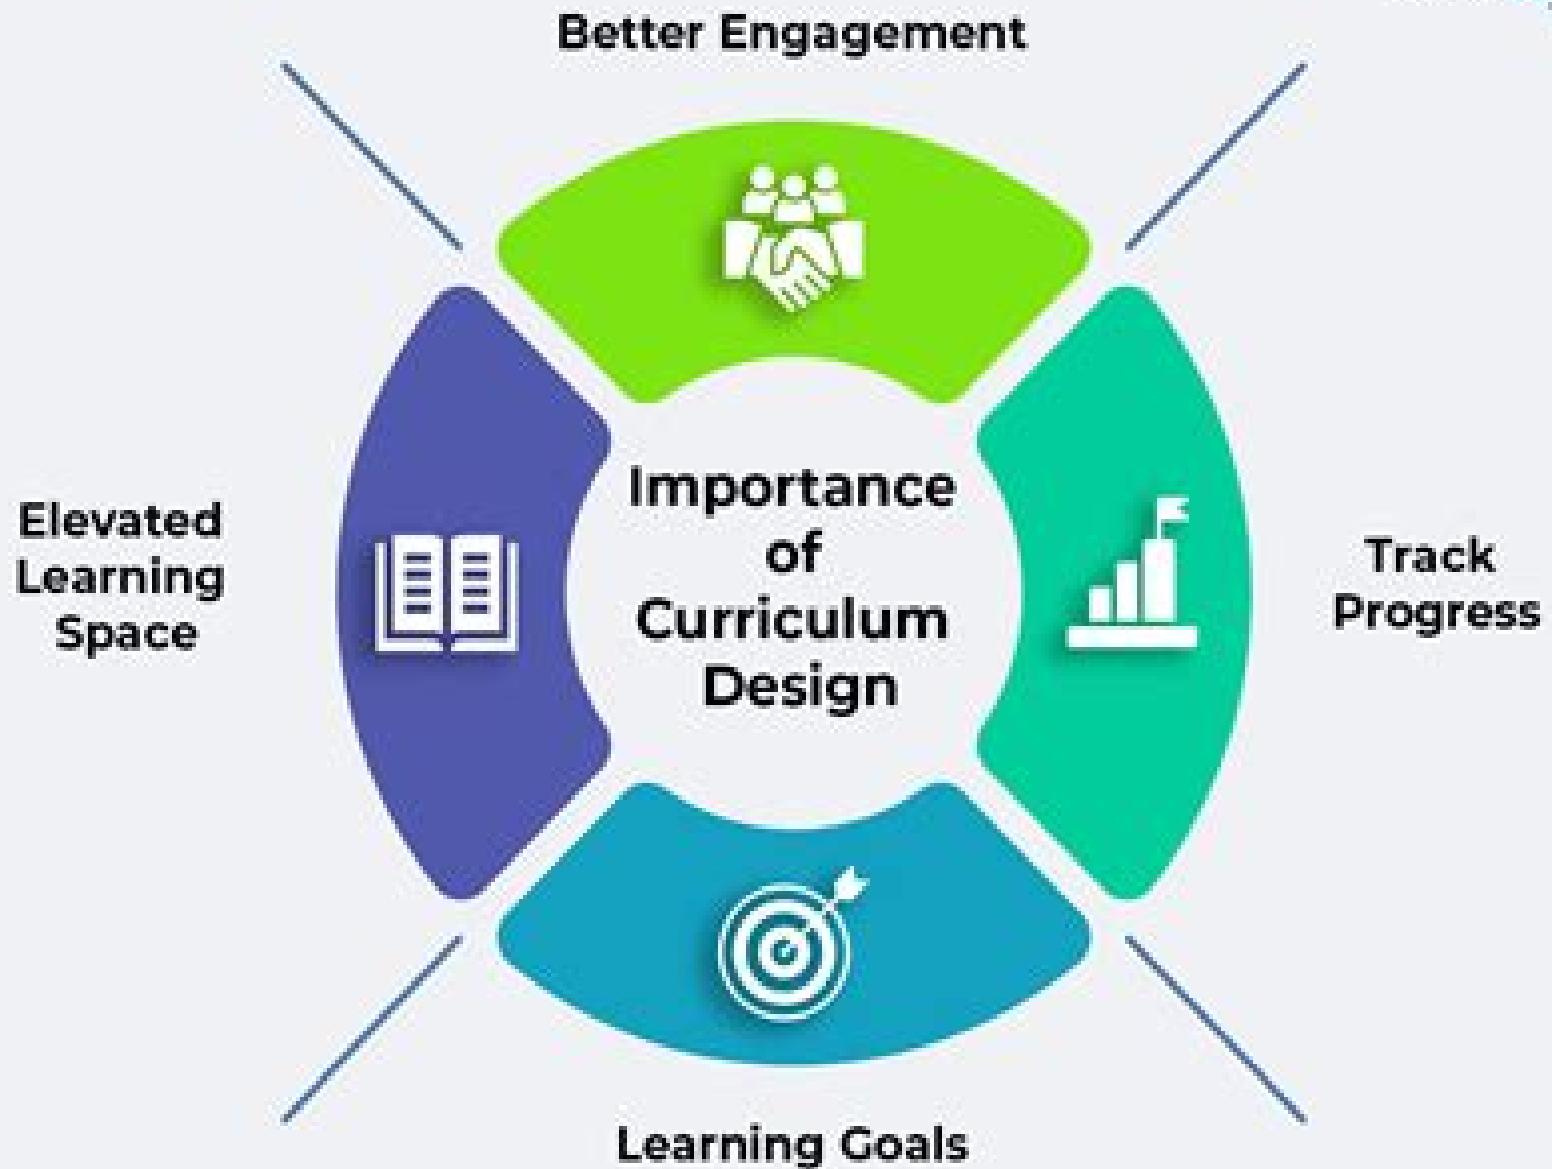 Better Engagement
Importance
of
Curriculum
Design
Elevated
Learning
Space
Track
Progress
Learning Goals